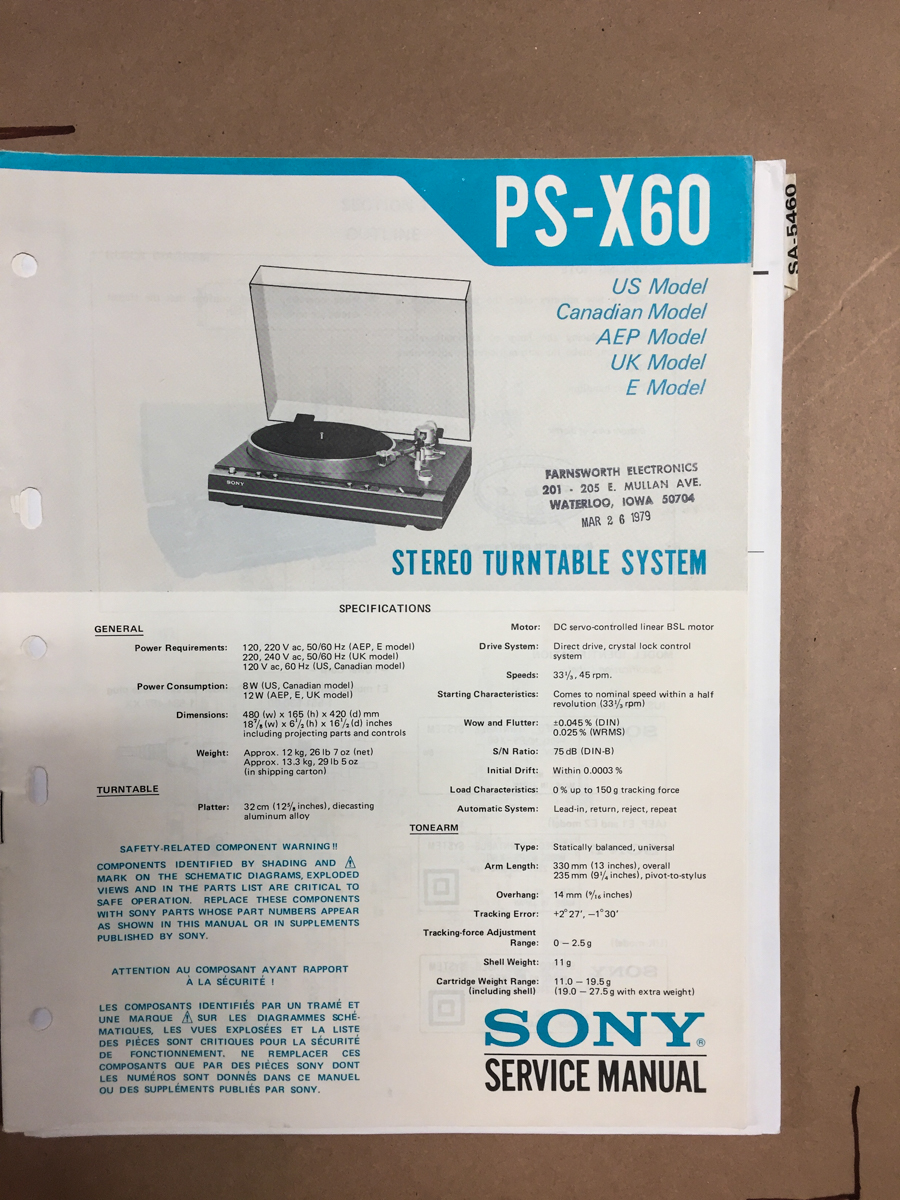 PS-X60
SA-5460
US Model
Canadian Model
AEP Model
UK Model
E Model
SONY
FARNSWORTH ELECTRONICS
201 - 205 E. MULLAN AVE.
WATERLOO, IOWA 50704
MAR 26 1979
STEREO TURNTABLE SYSTEM
SPECIFICATIONS
GENERAL
Power Requirements: 120, 220 V ac, 50/60 Hz (AEP, E model)
220, 240 V ac, 50/60 Hz (UK model)
120 V ac, 60 Hz (US, Canadian model)
Power Consumption: 8 W (US, Canadian model)
12 W (AEP, E, UK model)
Dimensions: 480 (w) x 165 (h) x 420 (d) mm
18⁷/₈ (w) x 6¹/₂ (h) x 16¹/₂ (d) inches
including projecting parts and controls
Weight: Approx. 12 kg, 26 lb 7 oz (net)
Approx. 13.3 kg, 29 lb 5 oz
(in shipping carton)
TURNTABLE
Platter: 32 cm (12⁵/₈ inches), diecasting
aluminum alloy
SAFETY-RELATED COMPONENT WARNING!!
COMPONENTS IDENTIFIED BY SHADING AND ⚠
MARK ON THE SCHEMATIC DIAGRAMS, EXPLODED
VIEWS AND IN THE PARTS LIST ARE CRITICAL TO
SAFE OPERATION. REPLACE THESE COMPONENTS
WITH SONY PARTS WHOSE PART NUMBERS APPEAR
AS SHOWN IN THIS MANUAL OR IN SUPPLEMENTS
PUBLISHED BY SONY.
ATTENTION AU COMPOSANT AYANT RAPPORT
À LA SÉCURITÉ !
LES COMPOSANTS IDENTIFIÉS PAR UN TRAMÉ ET
UNE MARQUE ⚠ SUR LES DIAGRAMMES SCHÉ-
MATIQUES, LES VUES EXPLOSÉES ET LA LISTE
DES PIÈCES SONT CRITIQUES POUR LA SÉCURITÉ
DE FONCTIONNEMENT. NE REMPLACER CES
COMPOSANTS QUE PAR DES PIÈCES SONY DONT
LES NUMÉROS SONT DONNÉS DANS CE MANUEL
OU DES SUPPLÉMENTS PUBLIÉS PAR SONY.
Motor: DC servo-controlled linear BSL motor
Drive System: Direct drive, crystal lock control
system
Speeds: 33¹/₃, 45 rpm.
Starting Characteristics: Comes to nominal speed within a half
revolution (33¹/₃ rpm)
Wow and Flutter: ±0.045 % (DIN)
0.025 % (WRMS)
S/N Ratio: 75 dB (DIN-B)
Initial Drift: Within 0.0003 %
Load Characteristics: 0 % up to 150 g tracking force
Automatic System: Lead-in, return, reject, repeat
TONEARM
Type: Statically balanced, universal
Arm Length: 330 mm (13 inches), overall
235 mm (9¹/₄ inches), pivot-to-stylus
Overhang: 14 mm (⁹/₁₆ inches)
Tracking Error: +2° 27′, −1° 30′
Tracking-force Adjustment
Range: 0 − 2.5 g
Shell Weight: 11 g
Cartridge Weight Range: 11.0 − 19.5 g
(including shell) (19.0 − 27.5 g with extra weight)
SONY®
SERVICE MANUAL